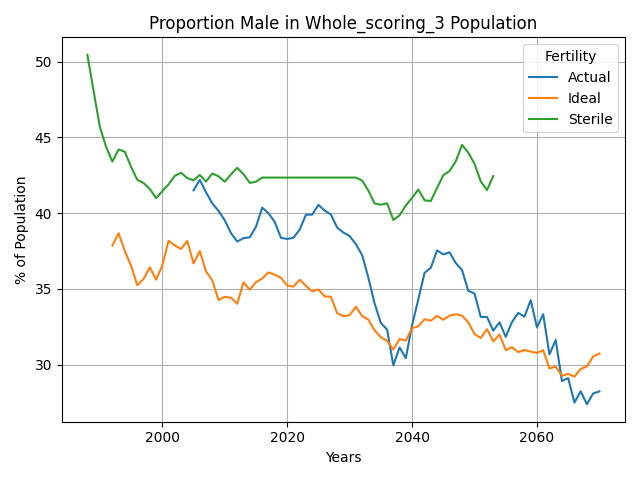 Proportion Male in Whole_scoring_3 Population
% of Population
50
45
40
35
30
Fertility
Actual
Ideal
Sterile
2000
2020
2040
2060
Years